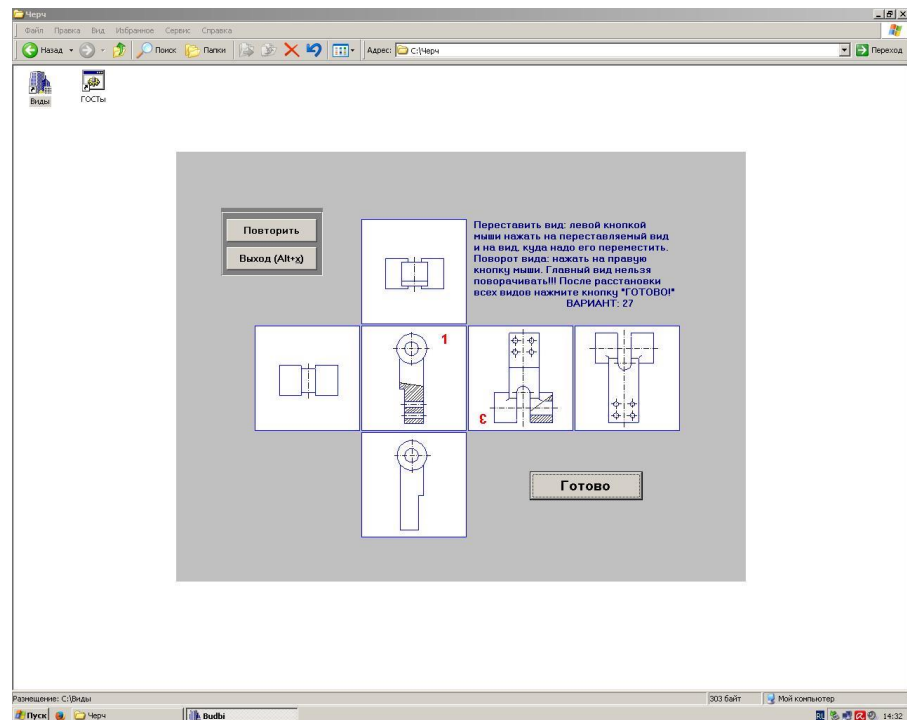 Черч
Файл Правка Вид Избранное Сервис Справка
Назад Поиск Папки Адрес: C:\Черч Переход
Виды ГОСТы
Повторить
Выход (Alt+x)
Переставить вид: левой кнопкой
мыши нажать на переставляемый вид
и на вид, куда надо его переместить.
Поворот вида: нажать на правую
кнопку мыши. Главный вид нельзя
поворачивать!!! После расстановки
всех видов нажмите кнопку "ГОТОВО!"
ВАРИАНТ: 27
1
3
Готово
Размещение: C:\Виды 303 байт Мой компьютер
Пуск Черч Budbi RU 14:32